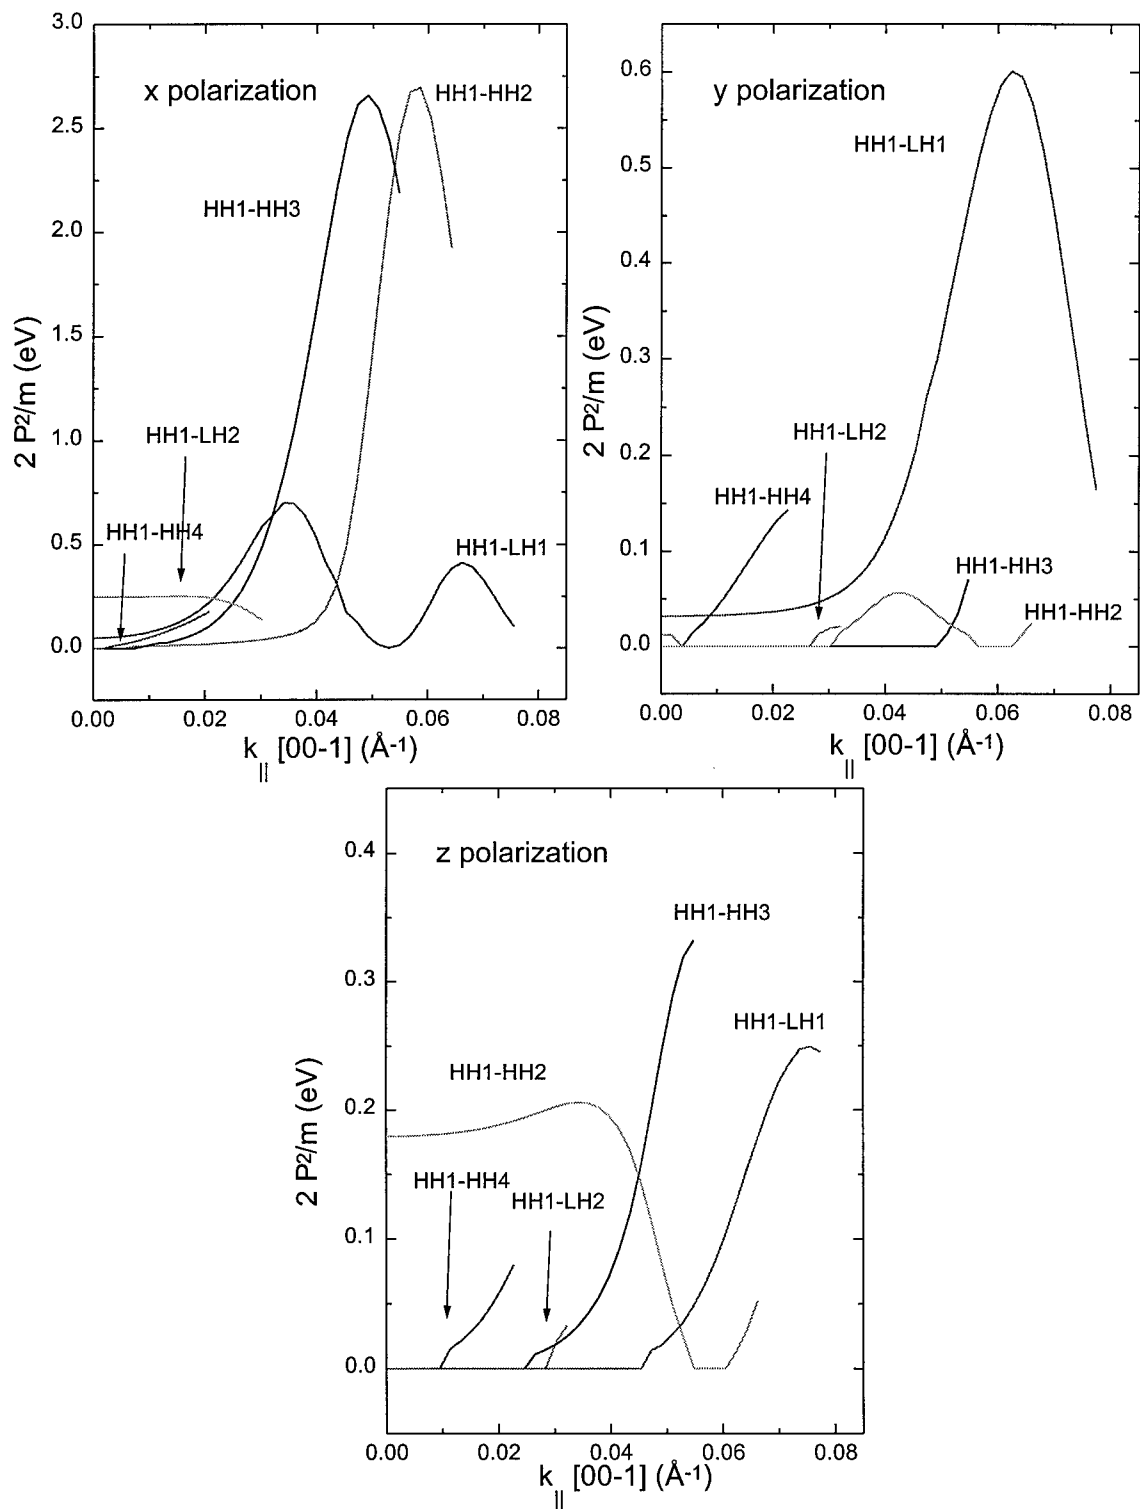 3.0
x polarization
HH1-HH2
2.5
HH1-HH3
2.0
2 P²/m (eV)
1.5
1.0
HH1-LH2
HH1-HH4
0.5
HH1-LH1
0.0
0.00 0.02 0.04 0.06 0.08
k|| [00-1] (Å-1)
0.6
y polarization
HH1-LH1
0.5
0.4
2 P²/m (eV)
0.3
HH1-LH2
0.2
HH1-HH4
0.1
HH1-HH3
HH1-HH2
0.0
0.00 0.02 0.04 0.06 0.08
k|| [00-1] (Å-1)
z polarization
0.4
HH1-HH3
0.3
HH1-LH1
2 P²/m (eV)
HH1-HH2
0.2
HH1-HH4
HH1-LH2
0.1
0.0
0.00 0.02 0.04 0.06 0.08
k|| [00-1] (Å-1)